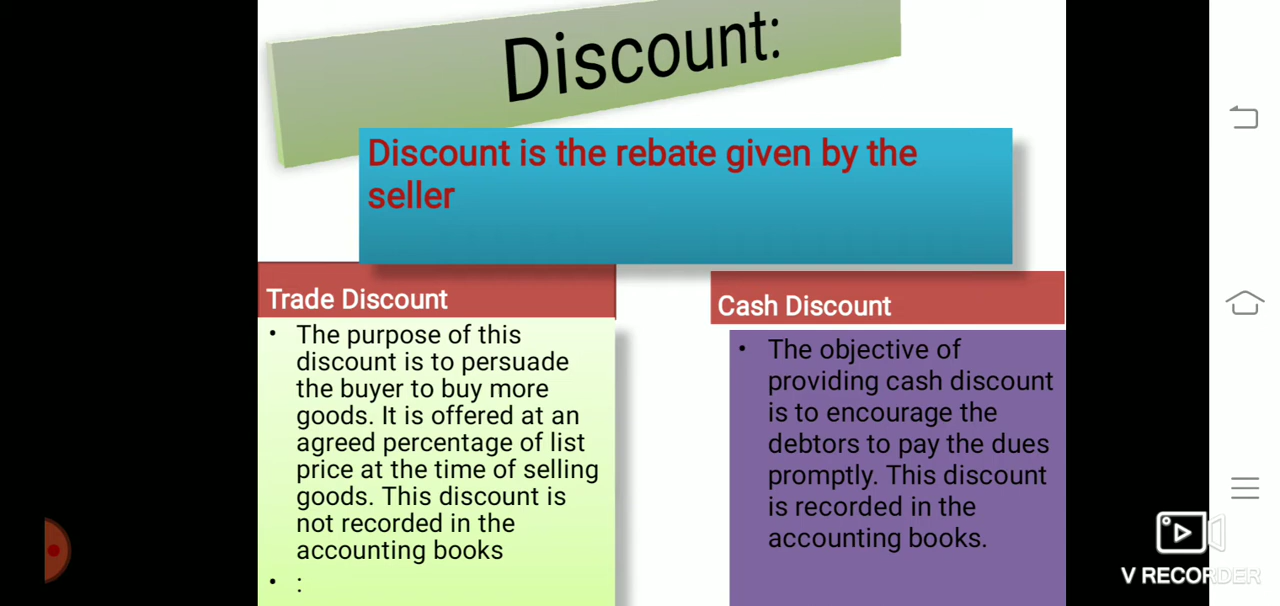 Discount:
Discount is the rebate given by the
seller
Trade Discount
• The purpose of this
discount is to persuade
the buyer to buy more
goods. It is offered at an
agreed percentage of list
price at the time of selling
goods. This discount is
not recorded in the
accounting books
• :
Cash Discount
• The objective of
providing cash discount
is to encourage the
debtors to pay the dues
promptly. This discount
is recorded in the
accounting books.
V RECORDER